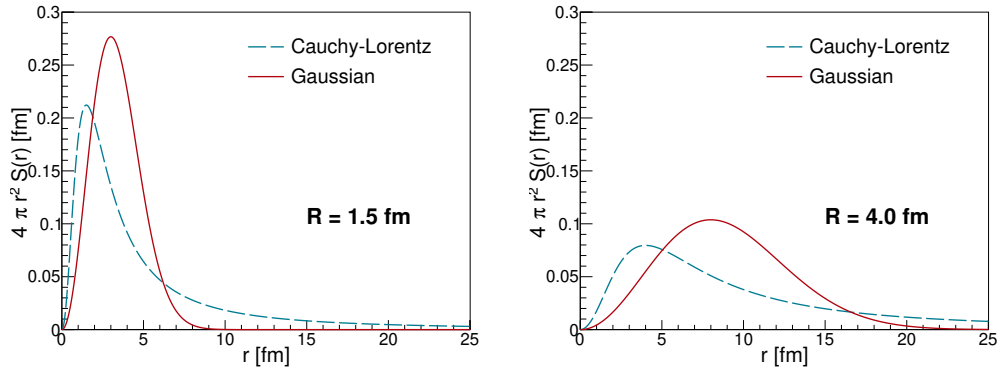 0.3
0.25
0.2
0.15
0.1
0.05
0
4 π r² S(r) [fm]
Cauchy-Lorentz
Gaussian
R = 1.5 fm
0 5 10 15 20 25
r [fm]
0.3
0.25
0.2
0.15
0.1
0.05
0
4 π r² S(r) [fm]
Cauchy-Lorentz
Gaussian
R = 4.0 fm
0 5 10 15 20 25
r [fm]